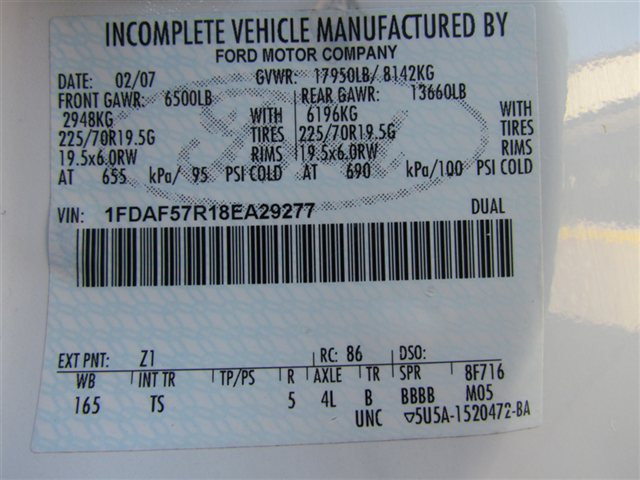 INCOMPLETE VEHICLE MANUFACTURED BY
FORD MOTOR COMPANY
DATE: 02/07 GVWR: 17950LB/ 8142KG
FRONT GAWR: 6500LB REAR GAWR: 13660LB
2948KG WITH 6196KG WITH
225/70R19.5G TIRES 225/70R19.5G TIRES
19.5x6.0RW RIMS 19.5x6.0RW RIMS
AT 655 kPa/ 95 PSI COLD AT 690 kPa/100 PSI COLD
VIN: 1FDAF57R18EA29277 DUAL
EXT PNT: Z1 RC: 86 DSO:
WB INT TR TP/PS R AXLE TR SPR 8F716
165 TS 5 4L B BBBB M05
UNC ▽5U5A-1520472-BA